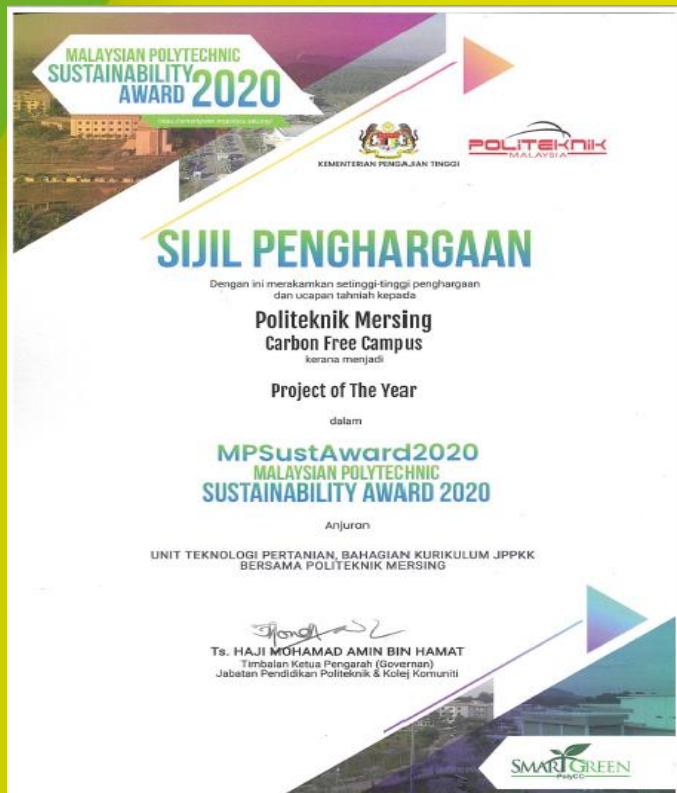 MALAYSIAN POLYTECHNIC
SUSTAINABILITY
AWARD 2020
KEMENTERIAN PENGAJIAN TINGGI
POLITEKNIK
MALAYSIA
SIJIL PENGHARGAAN
Dengan ini merakamkan setinggi-tinggi penghargaan
dan ucapan tahniah kepada
Politeknik Mersing
Carbon Free Campus
kerana menjadi
Project of The Year
dalam
MPSustAward2020
MALAYSIAN POLYTECHNIC
SUSTAINABILITY AWARD 2020
Anjuran
UNIT TEKNOLOGI PERTANIAN, BAHAGIAN KURIKULUM JPPKK
BERSAMA POLITEKNIK MERSING
Ts. HAJI MOHAMAD AMIN BIN HAMAT
Timbalan Ketua Pengarah (Governan)
Jabatan Pendidikan Politeknik & Kolej Komuniti
SMART GREEN
PolyCC